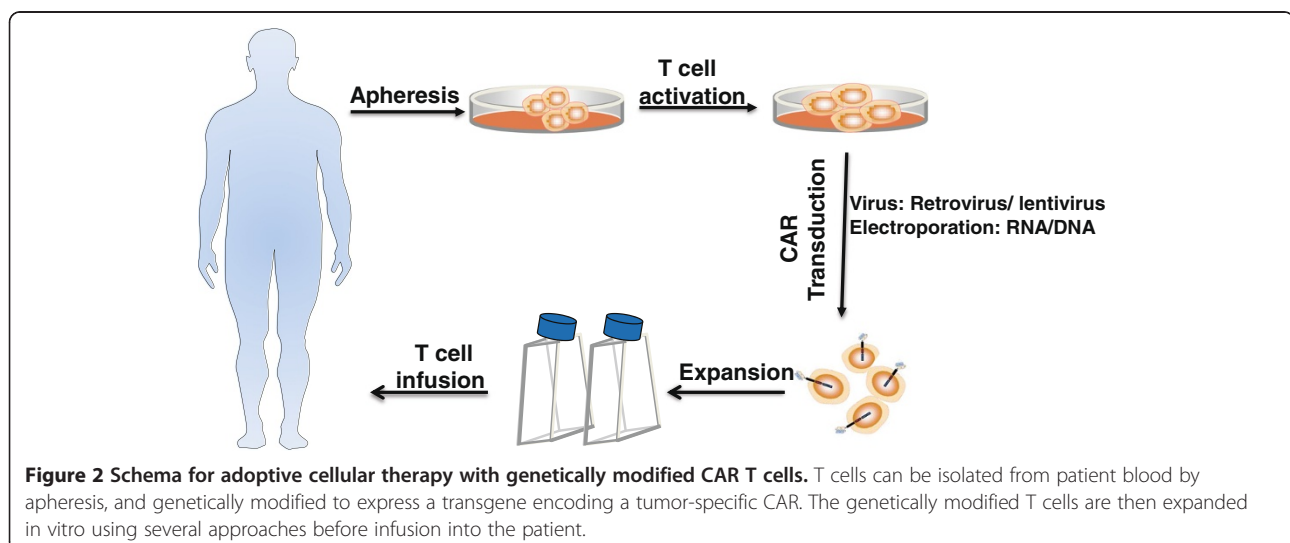 Apheresis
T cell
activation
CAR
Transduction
Virus: Retrovirus/ lentivirus
Electroporation: RNA/DNA
Expansion
T cell
infusion
Figure 2 Schema for adoptive cellular therapy with genetically modified CAR T cells. T cells can be isolated from patient blood by
apheresis, and genetically modified to express a transgene encoding a tumor-specific CAR. The genetically modified T cells are then expanded
in vitro using several approaches before infusion into the patient.